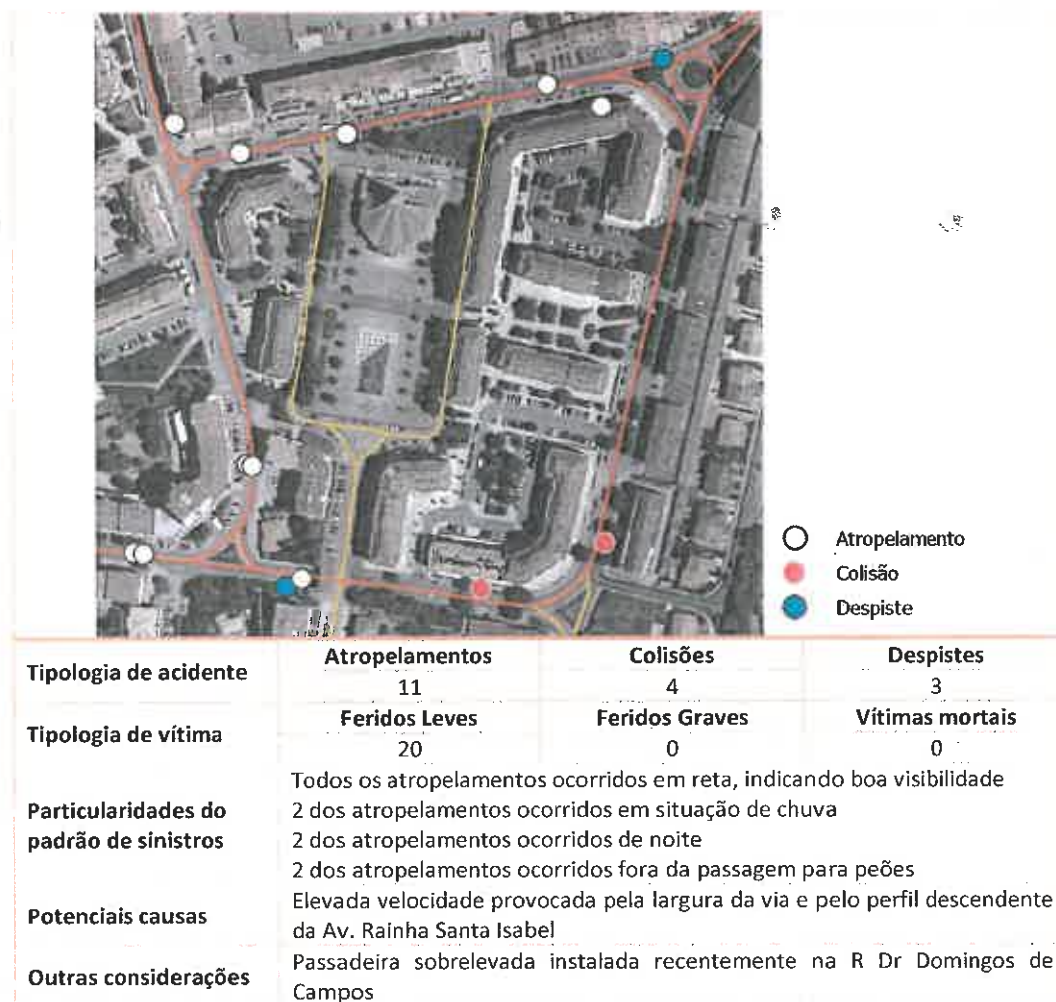 Atropelamento
Colisão
Despiste
Tipologia de acidente
Atropelamentos
Colisões
Despistes
11
4
3
Tipologia de vítima
Feridos Leves
Feridos Graves
Vítimas mortais
20
0
0
Particularidades do
padrão de sinistros
Todos os atropelamentos ocorridos em reta, indicando boa visibilidade
2 dos atropelamentos ocorridos em situação de chuva
2 dos atropelamentos ocorridos de noite
2 dos atropelamentos ocorridos fora da passagem para peões
Potenciais causas
Elevada velocidade provocada pela largura da via e pelo perfil descendente
da Av. Rainha Santa Isabel
Outras considerações
Passadeira sobrelevada instalada recentemente na R Dr Domingos de
Campos